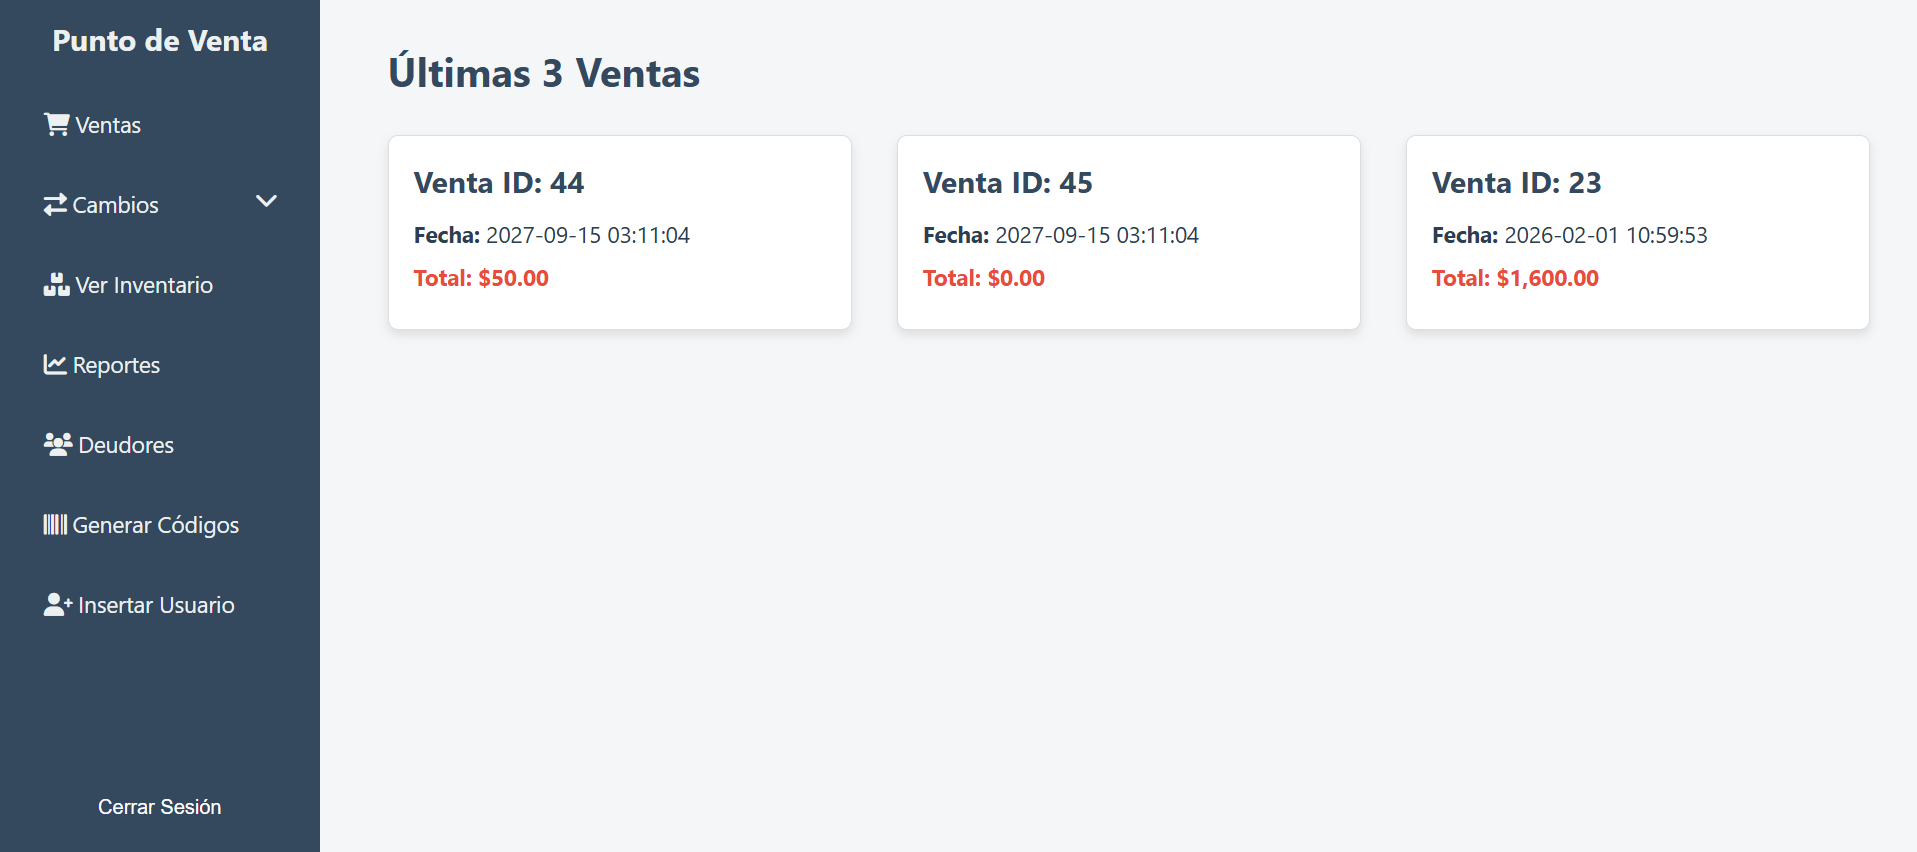 Punto de Venta
Ventas
Cambios
Ver Inventario
Reportes
Deudores
Generar Códigos
Insertar Usuario
Cerrar Sesión
Últimas 3 Ventas
Venta ID: 44
Fecha: 2027-09-15 03:11:04
Total: $50.00
Venta ID: 45
Fecha: 2027-09-15 03:11:04
Total: $0.00
Venta ID: 23
Fecha: 2026-02-01 10:59:53
Total: $1,600.00